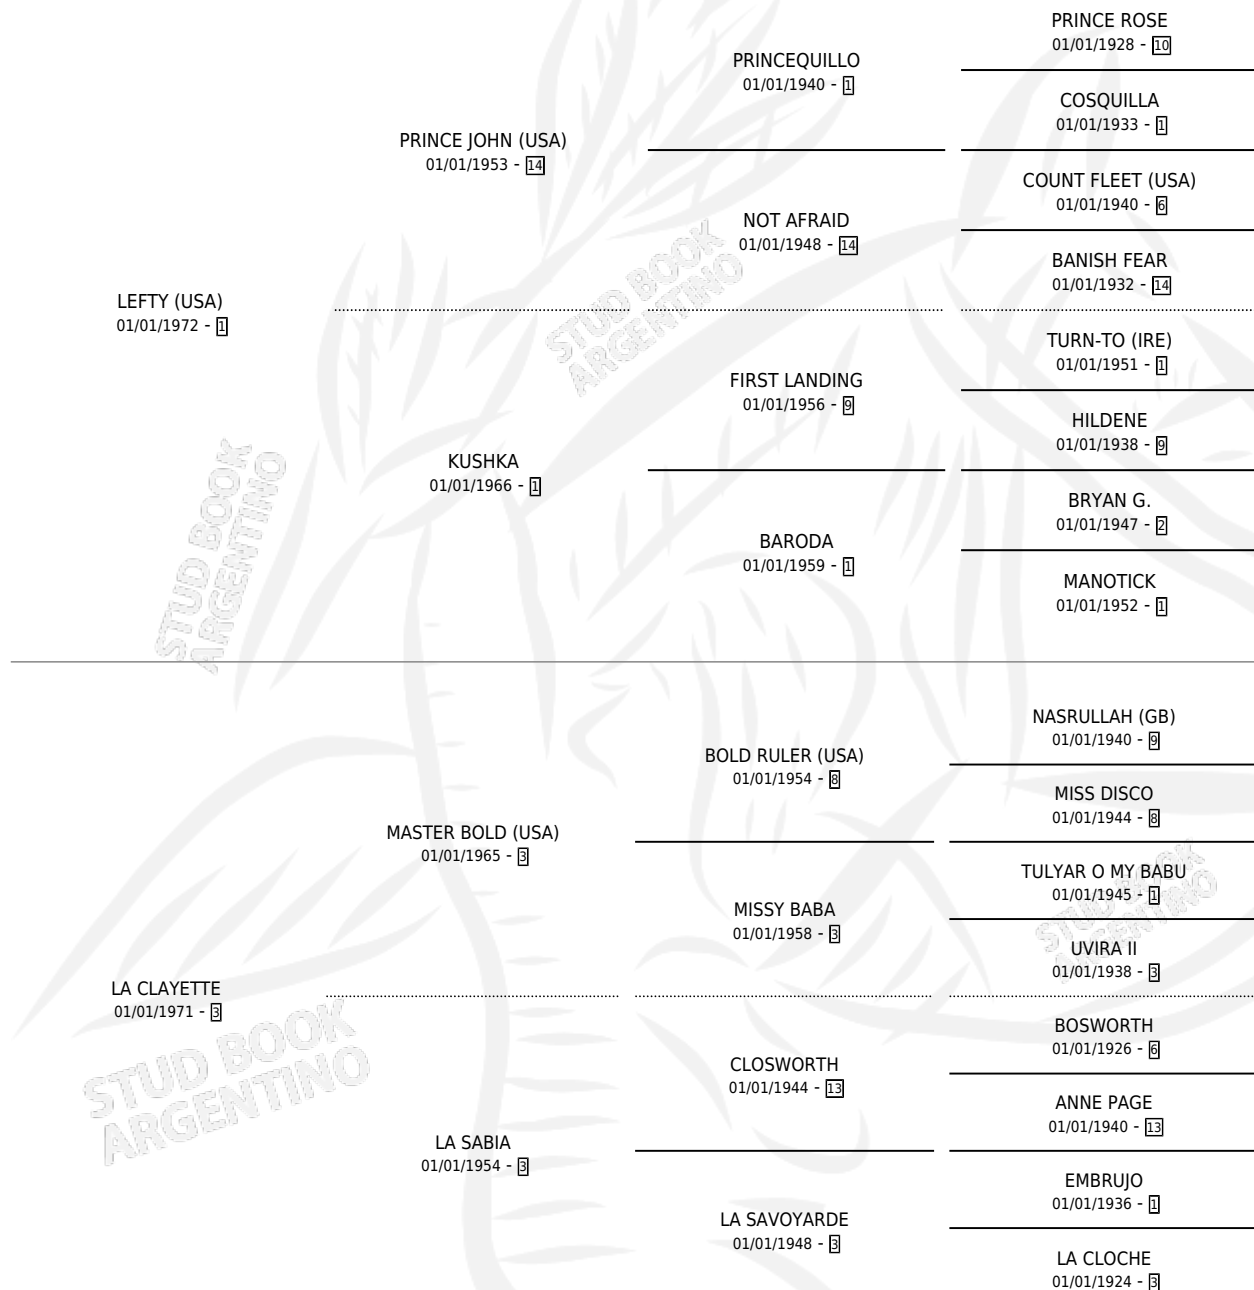 PRINCE ROSE
01/01/1928 - 10
PRINCEQUILLO
01/01/1940 - 1
COSQUILLA
01/01/1933 - 1
PRINCE JOHN (USA)
01/01/1953 - 14
COUNT FLEET (USA)
01/01/1940 - 6
NOT AFRAID
01/01/1948 - 14
BANISH FEAR
01/01/1932 - 14
LEFTY (USA)
01/01/1972 - 1
TURN-TO (IRE)
01/01/1951 - 1
FIRST LANDING
01/01/1956 - 9
HILDENE
01/01/1938 - 9
KUSHKA
01/01/1966 - 1
BRYAN G.
01/01/1947 - 2
BARODA
01/01/1959 - 1
MANOTICK
01/01/1952 - 1
STUD BOOK
ARGENTINO
STUD BOOK
ARGENTINO
NASRULLAH (GB)
01/01/1940 - 9
BOLD RULER (USA)
01/01/1954 - 8
MISS DISCO
01/01/1944 - 8
MASTER BOLD (USA)
01/01/1965 - 3
TULYAR O MY BABU
01/01/1945 - 1
MISSY BABA
01/01/1958 - 3
UVIRA II
01/01/1938 - 3
LA CLAYETTE
01/01/1971 - 3
BOSWORTH
01/01/1926 - 6
CLOSWORTH
01/01/1944 - 13
ANNE PAGE
01/01/1940 - 13
LA SABIA
01/01/1954 - 3
EMBRUJO
01/01/1936 - 1
LA SAVOYARDE
01/01/1948 - 3
LA CLOCHE
01/01/1924 - 3
STUD BOOK
ARGENTINO
STUD BOOK
ARGENTINO